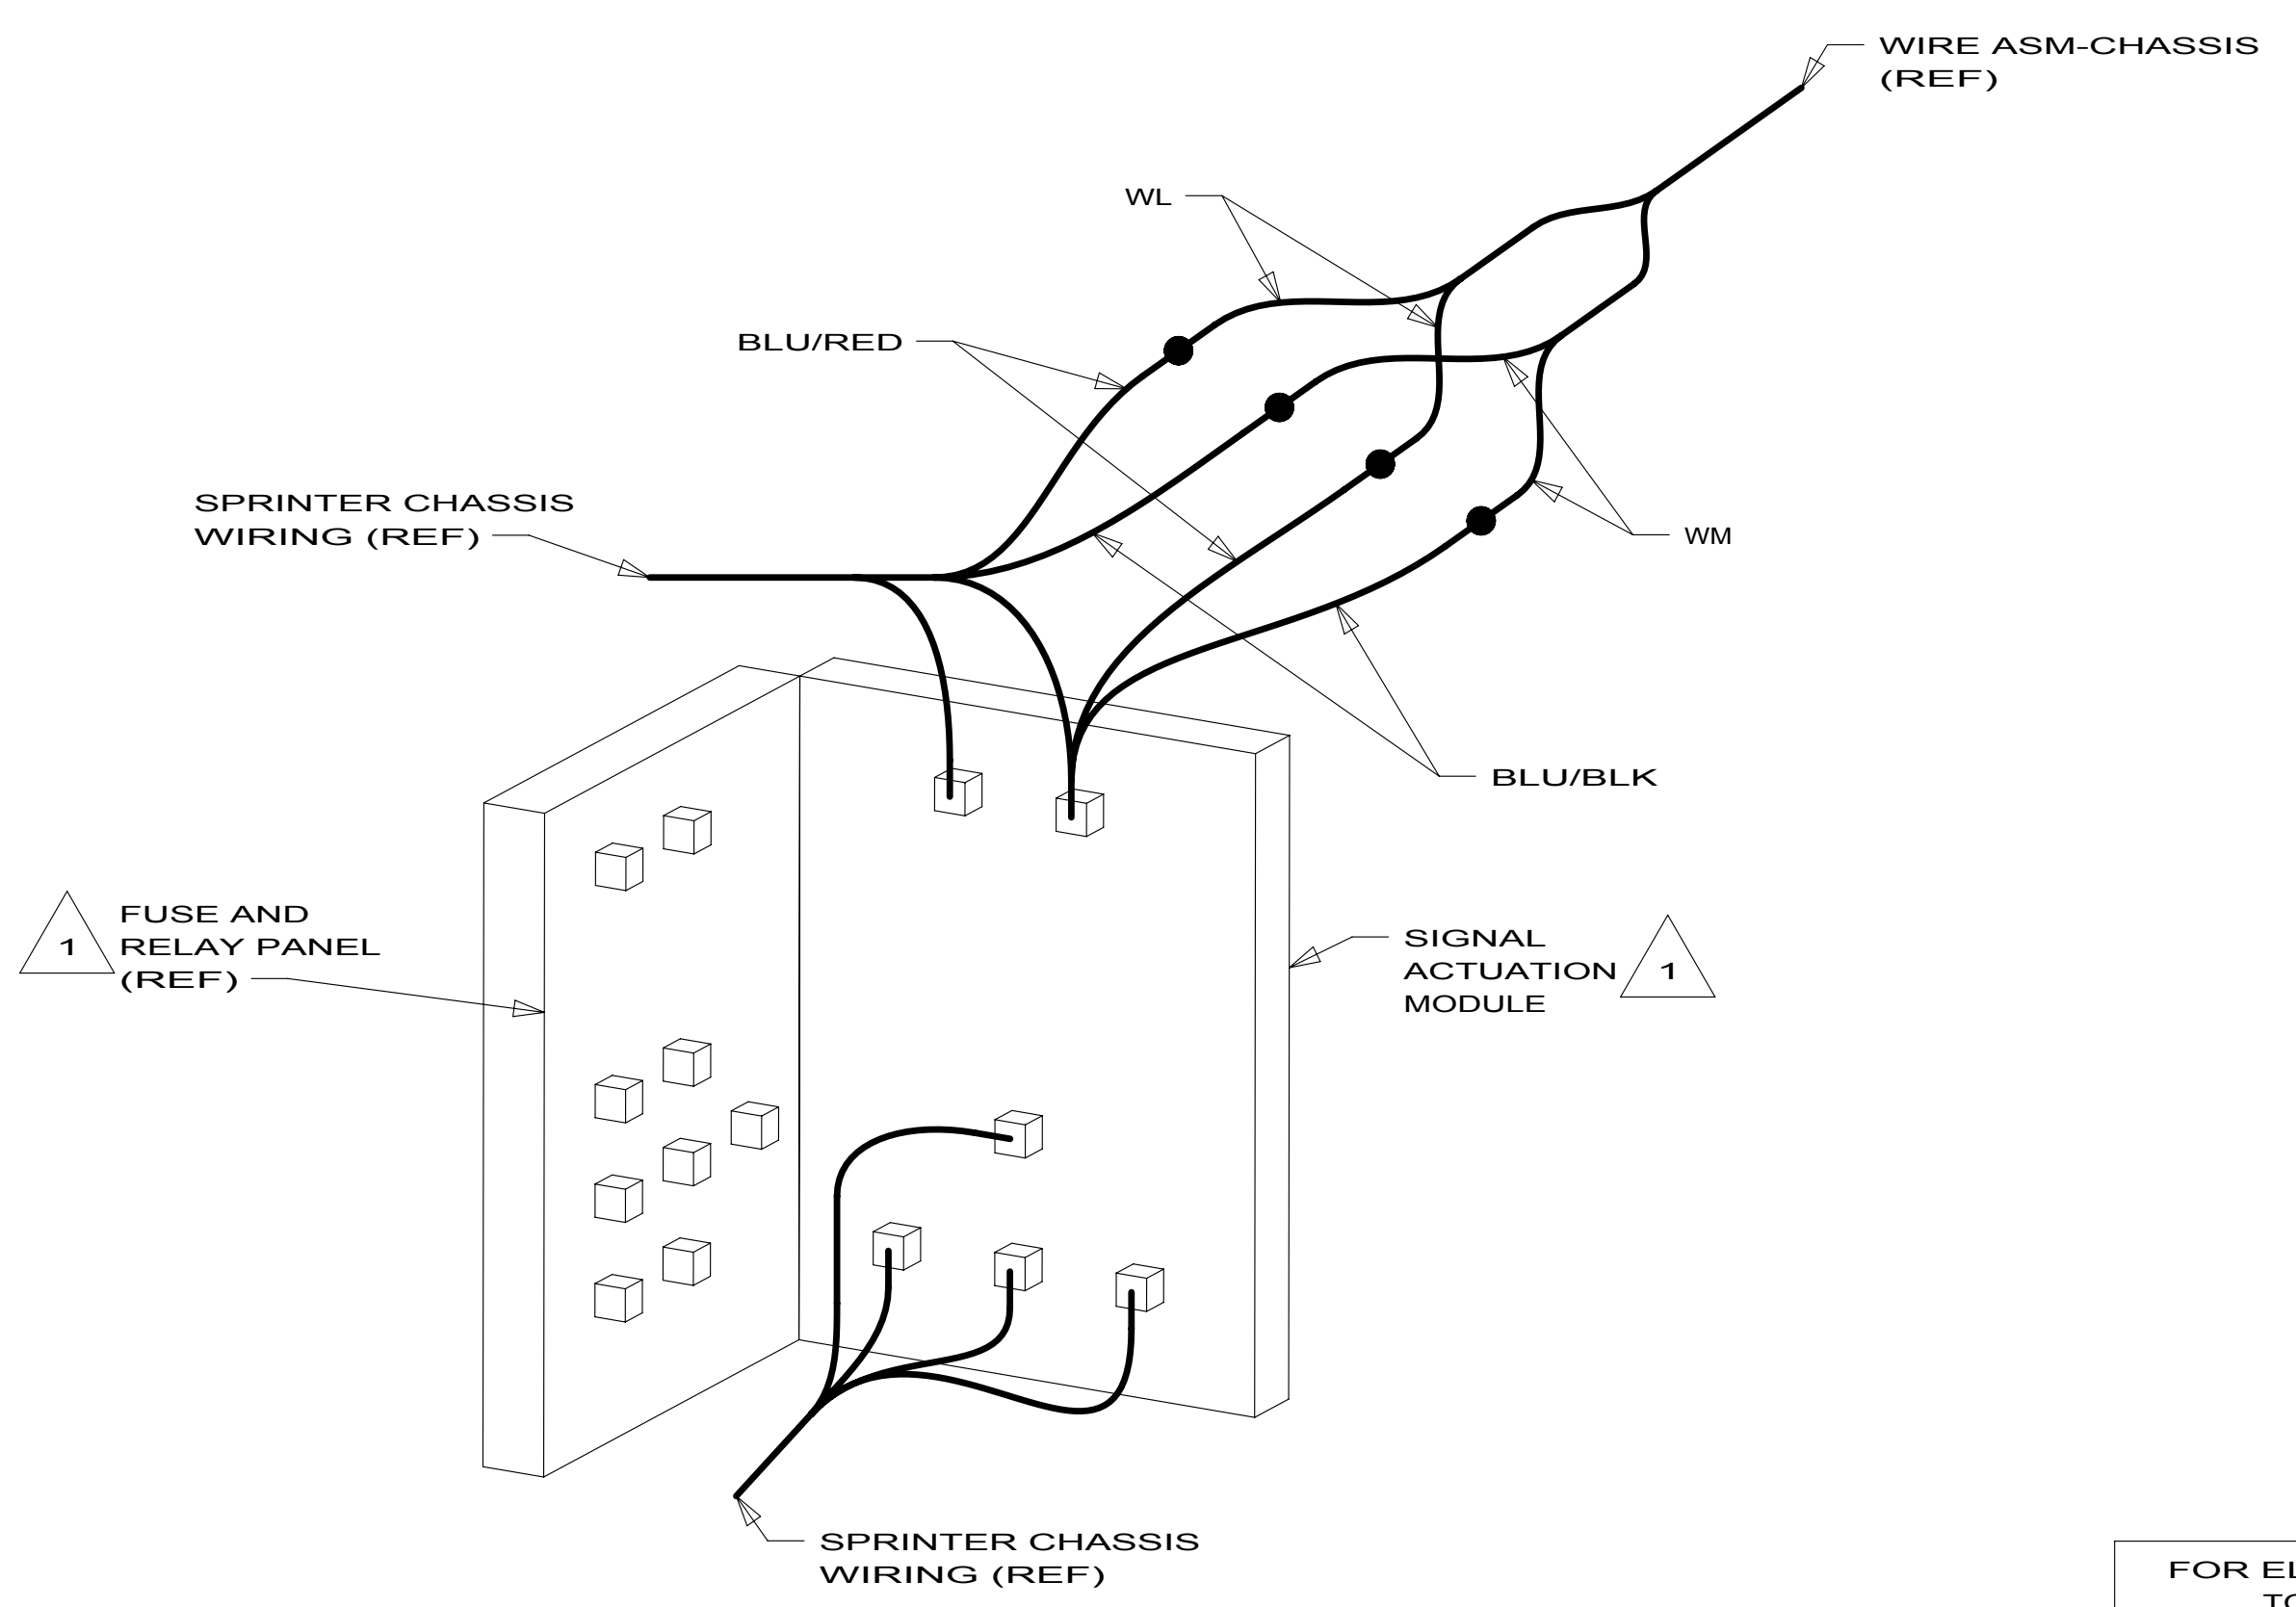 WIRE ASM-CHASSIS
(REF)
WL
BLU/RED
SPRINTER CHASSIS
WIRING (REF)
WM
BLU/BLK
1
FUSE AND
RELAY PANEL
(REF)
SIGNAL
ACTUATION
MODULE
1
SPRINTER CHASSIS
WIRING (REF)
FOR